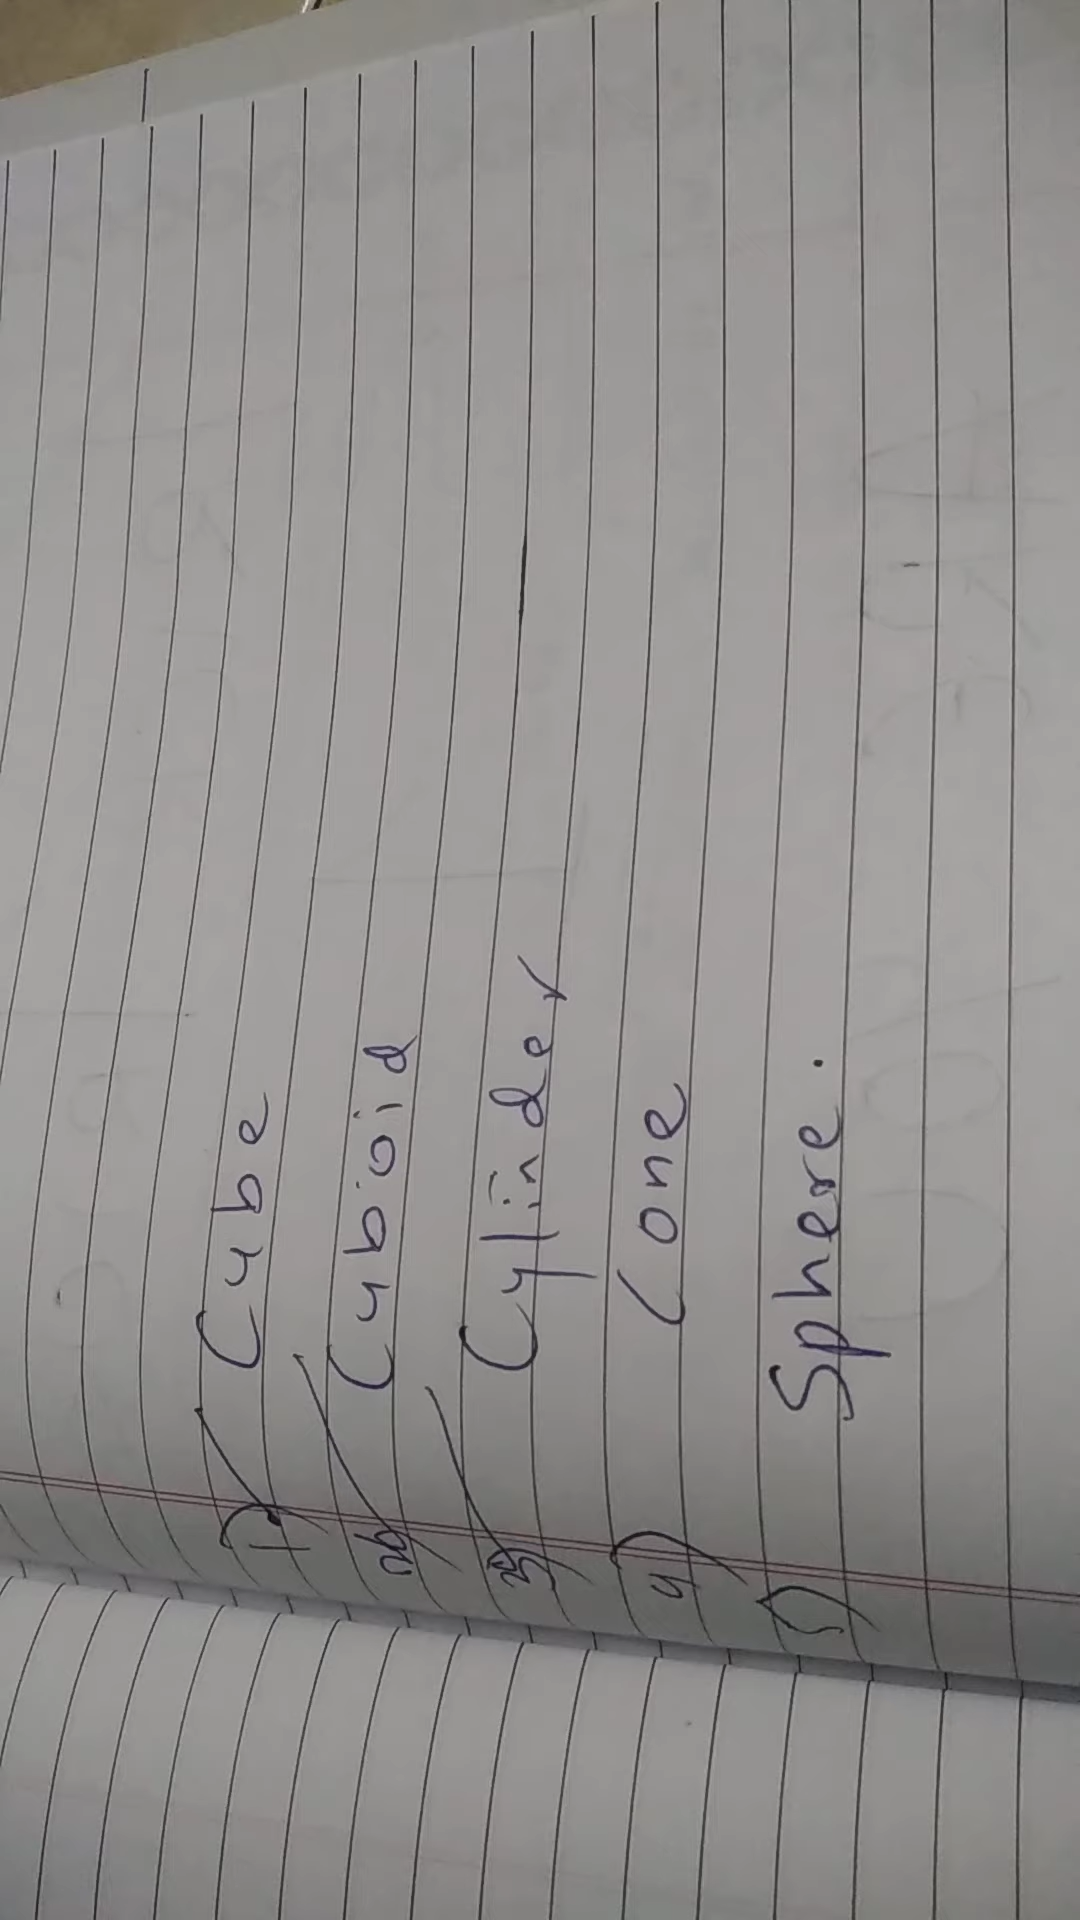 1) Cube
2) Cuboid
3) Cylinder
4) Cone
5) Sphere.